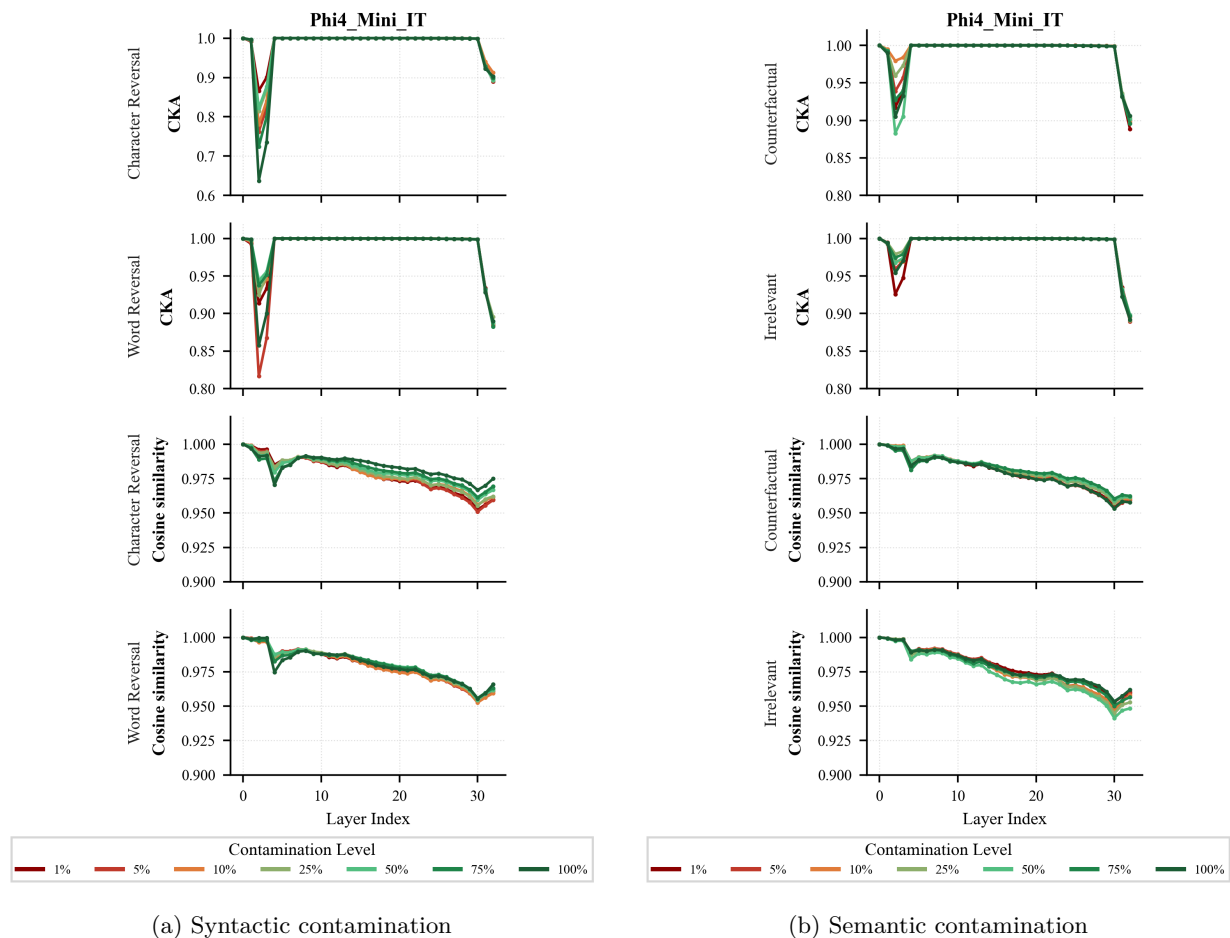 Phi4_Mini_IT
Character Reversal
CKA
1.0
0.9
0.8
0.7
0.6
Word Reversal
CKA
1.00
0.95
0.90
0.85
0.80
Character Reversal
Cosine similarity
1.000
0.975
0.950
0.925
0.900
Word Reversal
Cosine similarity
1.000
0.975
0.950
0.925
0.900
0 10 20 30
Layer Index
Contamination Level
1% 5% 10% 25% 50% 75% 100%
(a) Syntactic contamination
Phi4_Mini_IT
Counterfactual
CKA
1.00
0.95
0.90
0.85
0.80
Irrelevant
CKA
1.00
0.95
0.90
0.85
0.80
Counterfactual
Cosine similarity
1.000
0.975
0.950
0.925
0.900
Irrelevant
Cosine similarity
1.000
0.975
0.950
0.925
0.900
0 10 20 30
Layer Index
Contamination Level
1% 5% 10% 25% 50% 75% 100%
(b) Semantic contamination